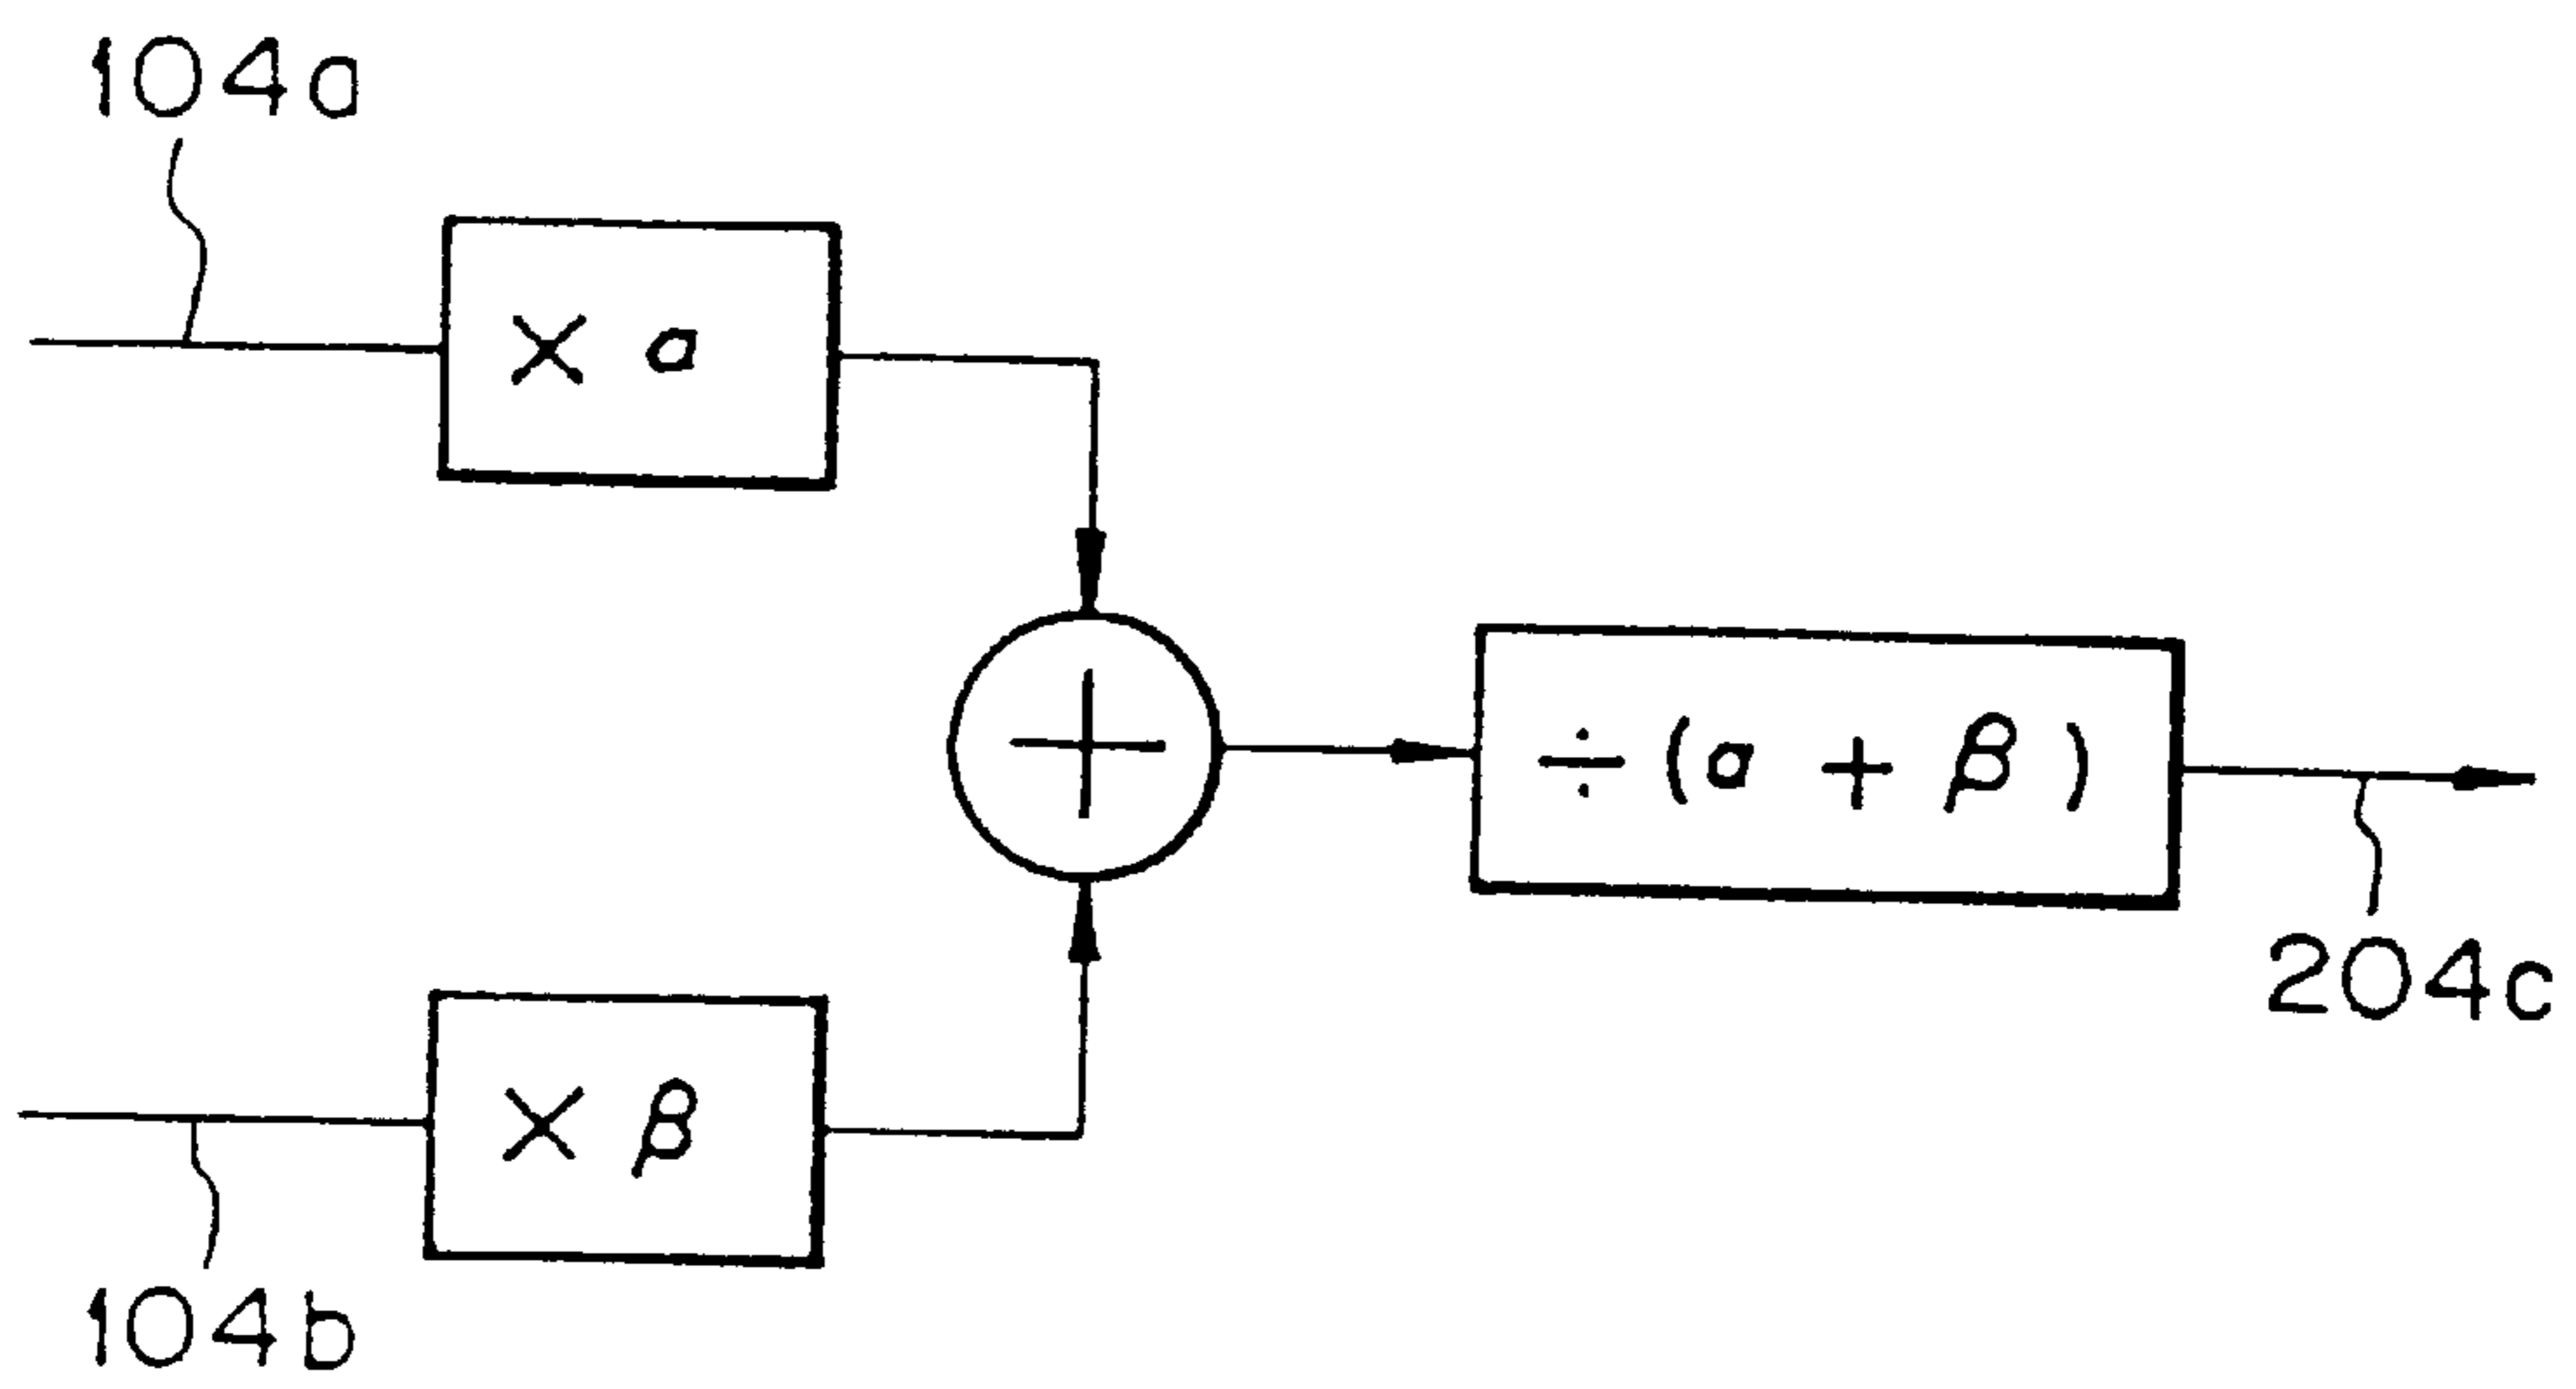 104a
× α
+
÷ (α + β)
204c
× β
104b